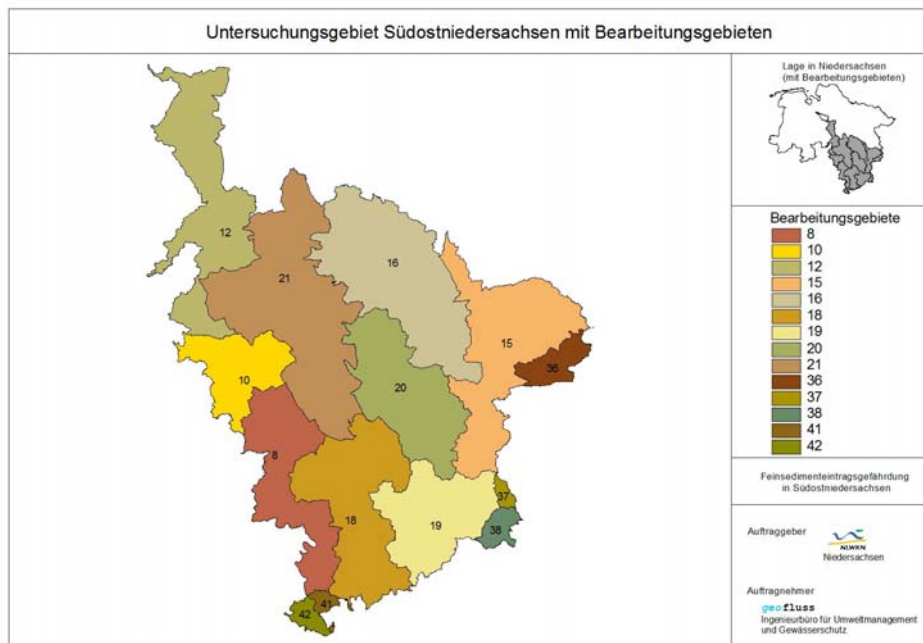 Untersuchungsgebiet Südostniedersachsen mit Bearbeitungsgebieten
Lage in Niedersachsen
(mit Bearbeitungsgebieten)
12
21
16
15
36
10
20
8
18
19
37
38
41
42
Bearbeitungsgebiete
8
10
12
15
16
18
19
20
21
36
37
38
41
42
Feinsedimenteintragsgefährdung
in Südostniedersachsen
Auftraggeber
NLWKN
Niedersachsen
Auftragnehmer
geofluss
Ingenieurbüro für Umweltmanagement
und Gewässerschutz